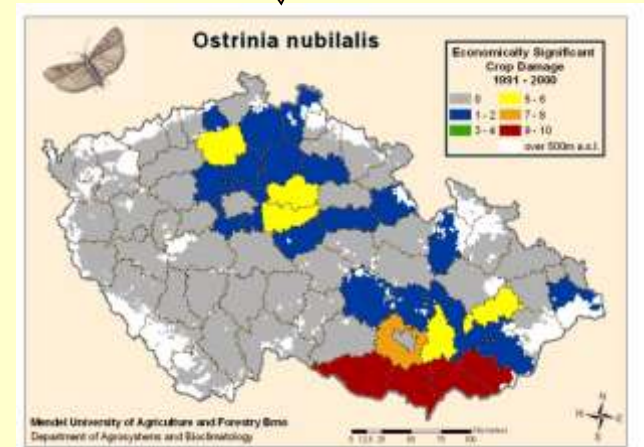 Ostrinia nubilalis
Economically Significant
Crop Damage
1991 - 2000
0
5 - 6
1 - 2
7 - 8
3 - 4
9 - 10
over 500m a.s.l.
Mendel University of Agriculture and Forestry Brno
Department of Agrosystems and Bioclimatology
N
S